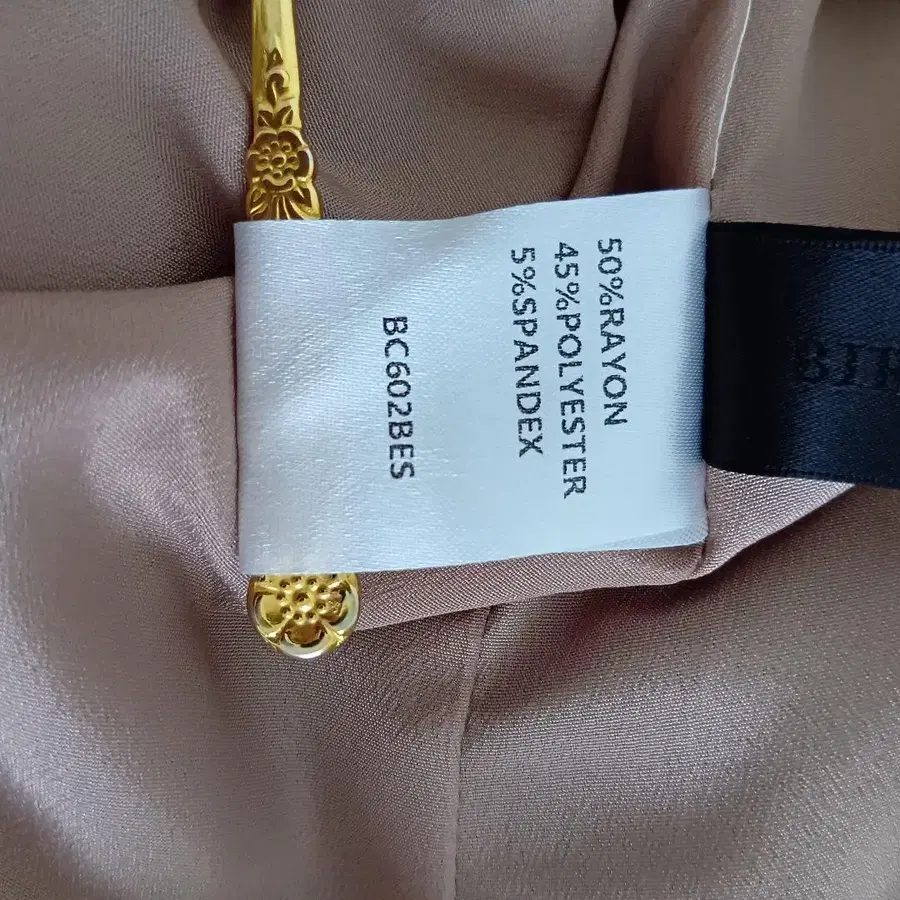 50%RAYON
45%POLYESTER
5%SPANDEX
BC602BES